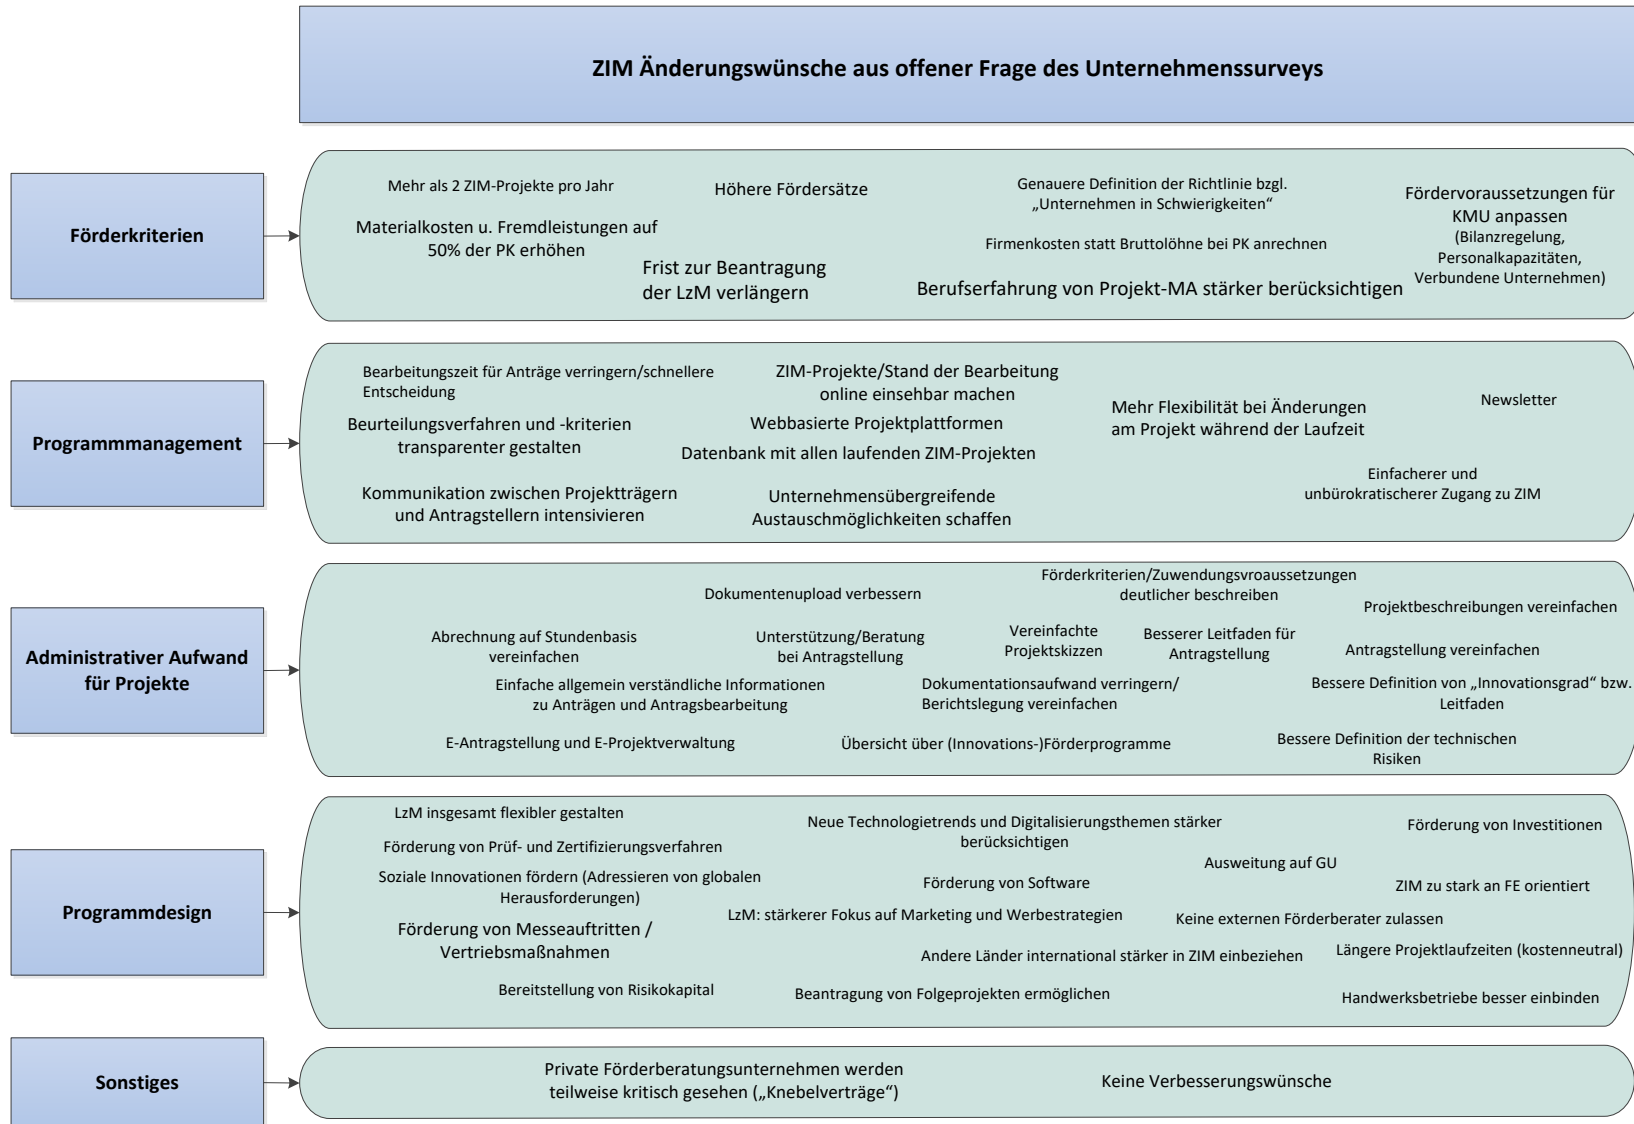 ZIM Änderungswünsche aus offener Frage des Unternehmenssurveys
Förderkriterien
Mehr als 2 ZIM-Projekte pro Jahr
Höhere Fördersätze
Genauere Definition der Richtlinie bzgl.
„Unternehmen in Schwierigkeiten“
Fördervoraussetzungen für
KMU anpassen
(Bilanzregelung,
Personalkapazitäten,
Verbundene Unternehmen)
Materialkosten u. Fremdleistungen auf
50% der PK erhöhen
Firmenkosten statt Bruttolöhne bei PK anrechnen
Frist zur Beantragung
der LzM verlängern
Berufserfahrung von Projekt-MA stärker berücksichtigen
Programmmanagement
Bearbeitungszeit für Anträge verringern/schnellere
Entscheidung
ZIM-Projekte/Stand der Bearbeitung
online einsehbar machen
Mehr Flexibilität bei Änderungen
am Projekt während der Laufzeit
Newsletter
Beurteilungsverfahren und -kriterien
transparenter gestalten
Webbasierte Projektplattformen
Datenbank mit allen laufenden ZIM-Projekten
Einfacherer und
unbürokratischerer Zugang zu ZIM
Kommunikation zwischen Projektträgern
und Antragstellern intensivieren
Unternehmensübergreifende
Austauschmöglichkeiten schaffen
Administrativer Aufwand
für Projekte
Dokumentenupload verbessern
Förderkriterien/Zuwendungsvroaussetzungen
deutlicher beschreiben
Projektbeschreibungen vereinfachen
Abrechnung auf Stundenbasis
vereinfachen
Unterstützung/Beratung
bei Antragstellung
Vereinfachte
Projektskizzen
Besserer Leitfaden für
Antragstellung
Antragstellung vereinfachen
Einfache allgemein verständliche Informationen
zu Anträgen und Antragsbearbeitung
Dokumentationsaufwand verringern/
Berichtslegung vereinfachen
Bessere Definition von „Innovationsgrad“ bzw.
Leitfaden
E-Antragstellung und E-Projektverwaltung
Übersicht über (Innovations-)Förderprogramme
Bessere Definition der technischen
Risiken
Programmdesign
LzM insgesamt flexibler gestalten
Neue Technologietrends und Digitalisierungsthemen stärker
berücksichtigen
Förderung von Investitionen
Förderung von Prüf- und Zertifizierungsverfahren
Ausweitung auf GU
Soziale Innovationen fördern (Adressieren von globalen
Herausforderungen)
Förderung von Software
ZIM zu stark an FE orientiert
LzM: stärkerer Fokus auf Marketing und Werbestrategien
Keine externen Förderberater zulassen
Förderung von Messeauftritten /
Vertriebsmaßnahmen
Andere Länder international stärker in ZIM einbeziehen
Längere Projektlaufzeiten (kostenneutral)
Bereitstellung von Risikokapital
Beantragung von Folgeprojekten ermöglichen
Handwerksbetriebe besser einbinden
Sonstiges
Private Förderberatungsunternehmen werden
teilweise kritisch gesehen („Knebelverträge“)
Keine Verbesserungswünsche